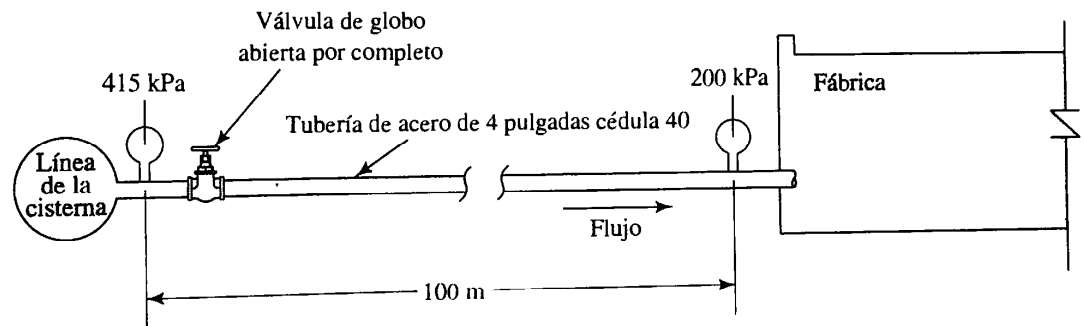 Válvula de globo
abierta por completo
415 kPa
200 kPa
Fábrica
Tubería de acero de 4 pulgadas cédula 40
Línea
de la
cisterna
Flujo
100 m